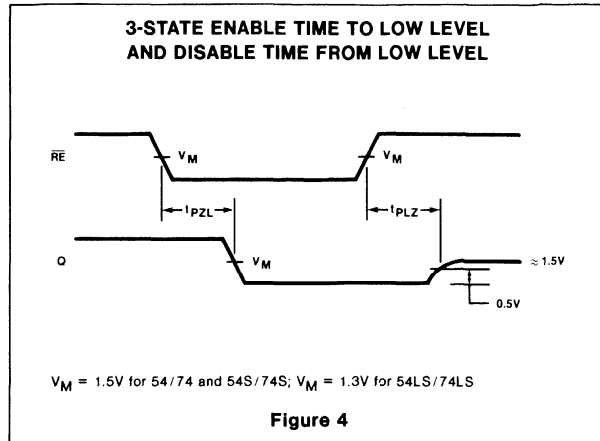 3-STATE ENABLE TIME TO LOW LEVEL
AND DISABLE TIME FROM LOW LEVEL
RE
VM
VM
tPZL
tPLZ
Q
VM
≈ 1.5V
0.5V
VM = 1.5V for 54/74 and 54S/74S; VM = 1.3V for 54LS/74LS
Figure 4